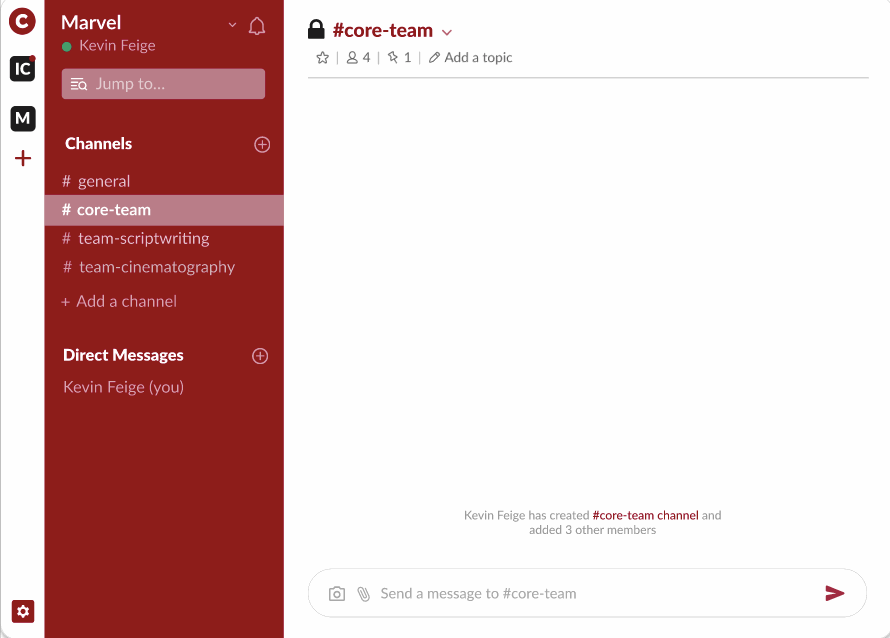 C
IC
M
Marvel
Kevin Feige
Jump to...
Channels
# general
# core-team
# team-scriptwriting
# team-cinematography
+ Add a channel
Direct Messages
Kevin Feige (you)
#core-team
4
1
Add a topic
Kevin Feige has created #core-team channel and
added 3 other members
Send a message to #core-team